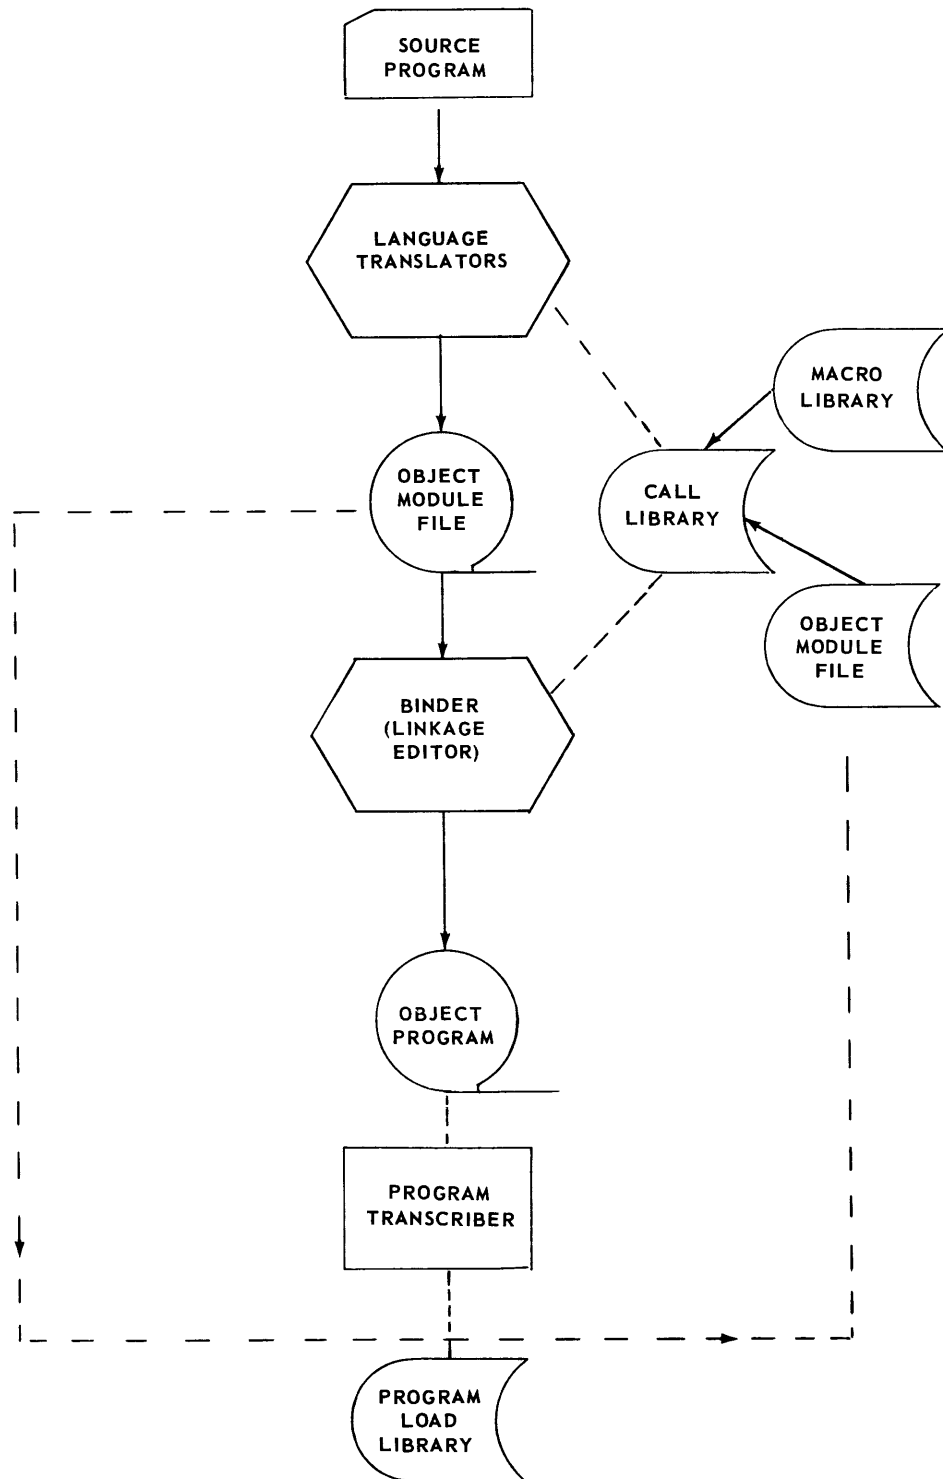 SOURCE
PROGRAM
LANGUAGE
TRANSLATORS
MACRO
LIBRARY
OBJECT
MODULE
FILE
CALL
LIBRARY
OBJECT
MODULE
FILE
BINDER
(LINKAGE
EDITOR)
OBJECT
PROGRAM
PROGRAM
TRANSCRIBER
PROGRAM
LOAD
LIBRARY